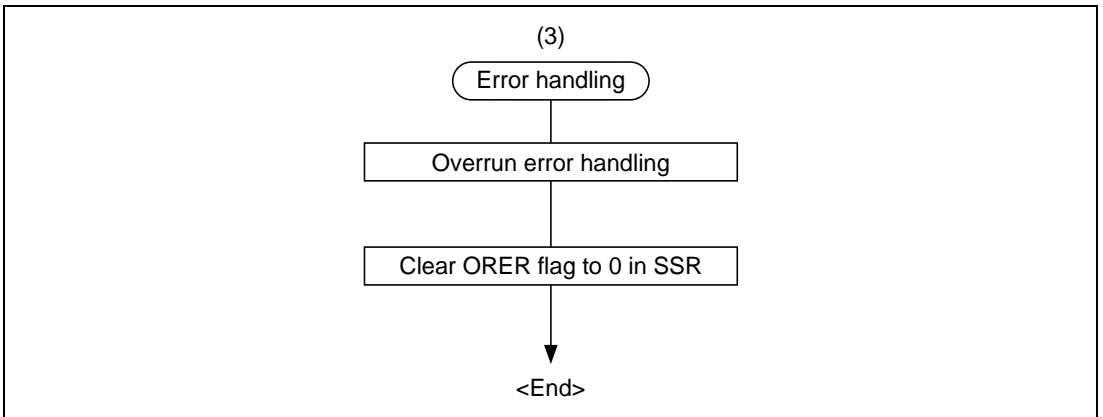 (3)
Error handling
Overrun error handling
Clear ORER flag to 0 in SSR
<End>